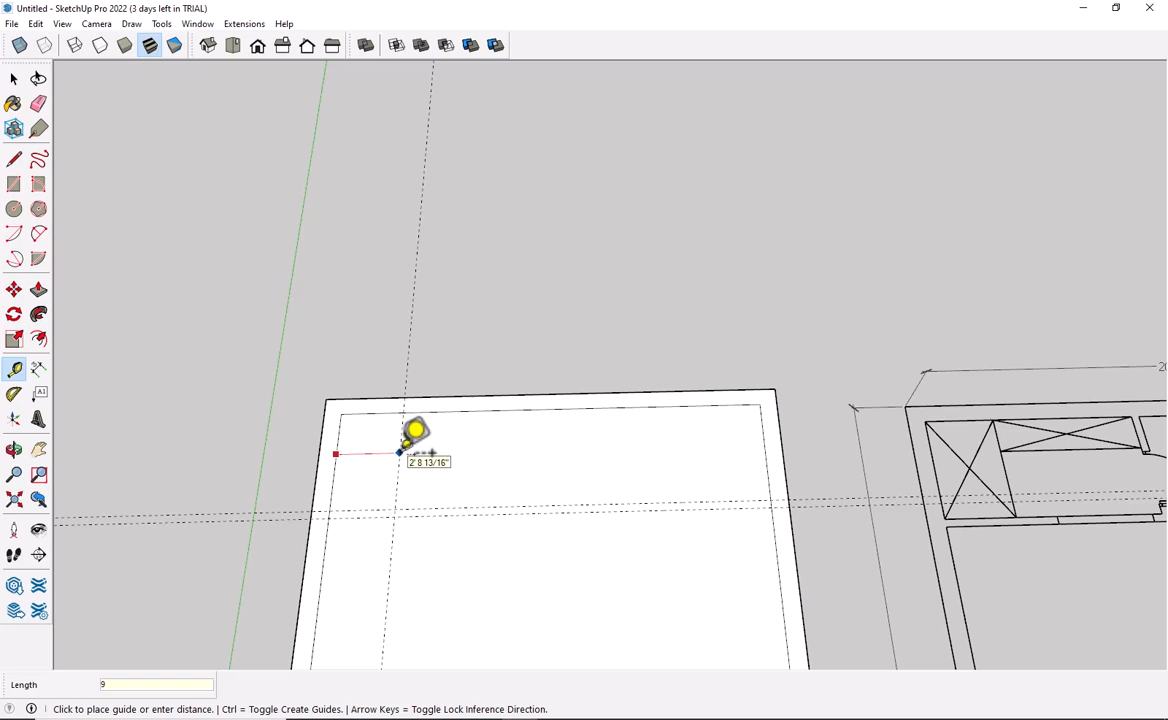 Untitled - SketchUp Pro 2022 (3 days left in TRIAL)
File Edit View Camera Draw Tools Window Extensions Help
20
A1
2' 8 13/16"
Length 9
Click to place guide or enter distance. | Ctrl = Toggle Create Guides. | Arrow Keys = Toggle Lock Inference Direction.